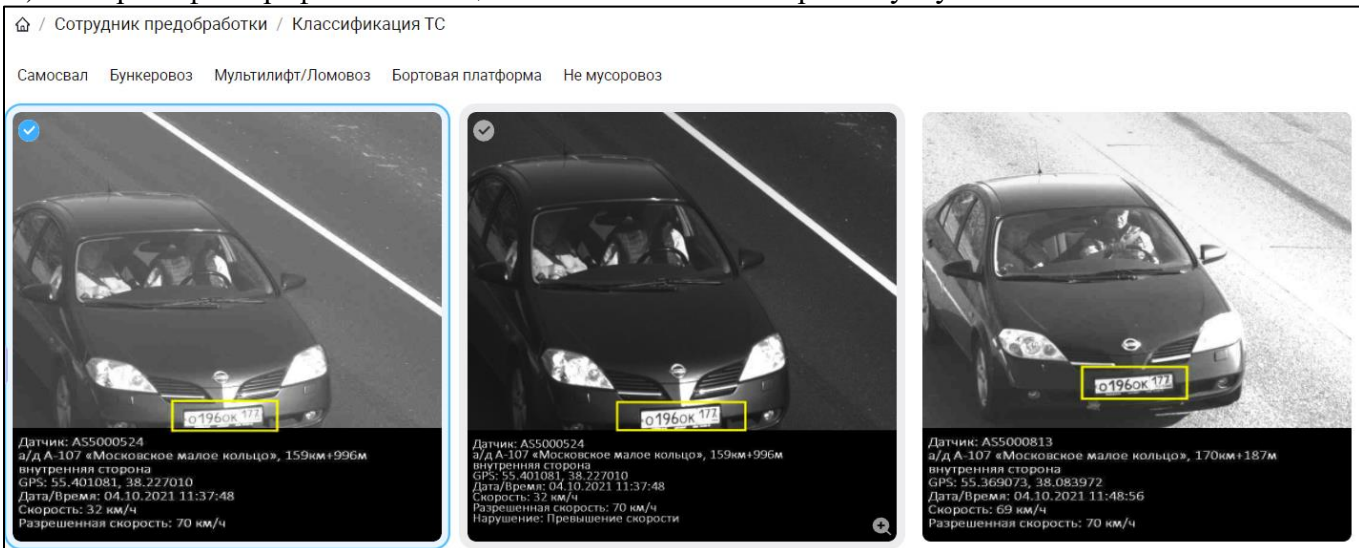 / Сотрудник предобработки / Классификация ТС
Самосвал Бункеровоз Мультилифт/Ломовоз Бортовая платформа Не мусоровоз
о196ок 177
Датчик: AS5000524
а/д А-107 «Московское малое кольцо», 159км+996м
внутренняя сторона
GPS: 55.401081, 38.227010
Дата/Время: 04.10.2021 11:37:48
Скорость: 32 км/ч
Разрешенная скорость: 70 км/ч
о196ок 177
Датчик: AS5000524
а/д А-107 «Московское малое кольцо», 159км+996м
внутренняя сторона
GPS: 55.401081, 38.227010
Дата/Время: 04.10.2021 11:37:48
Скорость: 32 км/ч
Разрешенная скорость: 70 км/ч
Нарушение: Превышение скорости
о196ок 177
Датчик: AS5000813
а/д А-107 «Московское малое кольцо», 170км+187м
внутренняя сторона
GPS: 55.369073, 38.083972
Дата/Время: 04.10.2021 11:48:56
Скорость: 69 км/ч
Разрешенная скорость: 70 км/ч